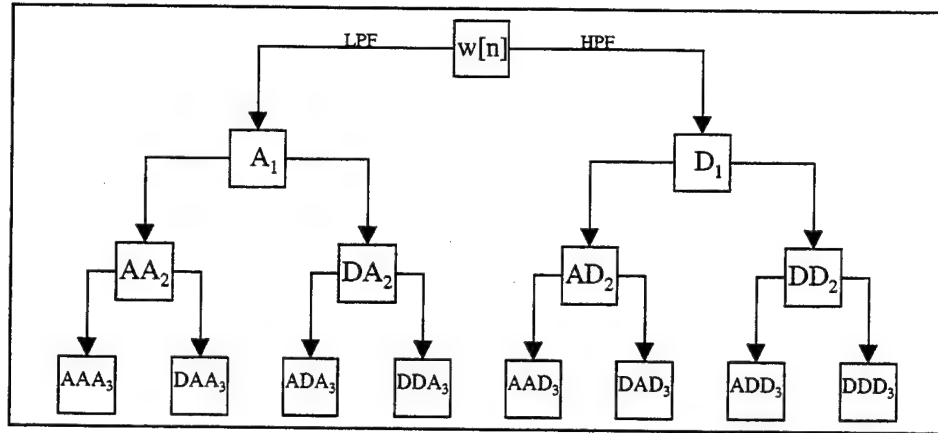 LPF w[n] HPF
A₁ D₁
AA₂ DA₂ AD₂ DD₂
AAA₃ DAA₃ ADA₃ DDA₃ AAD₃ DAD₃ ADD₃ DDD₃